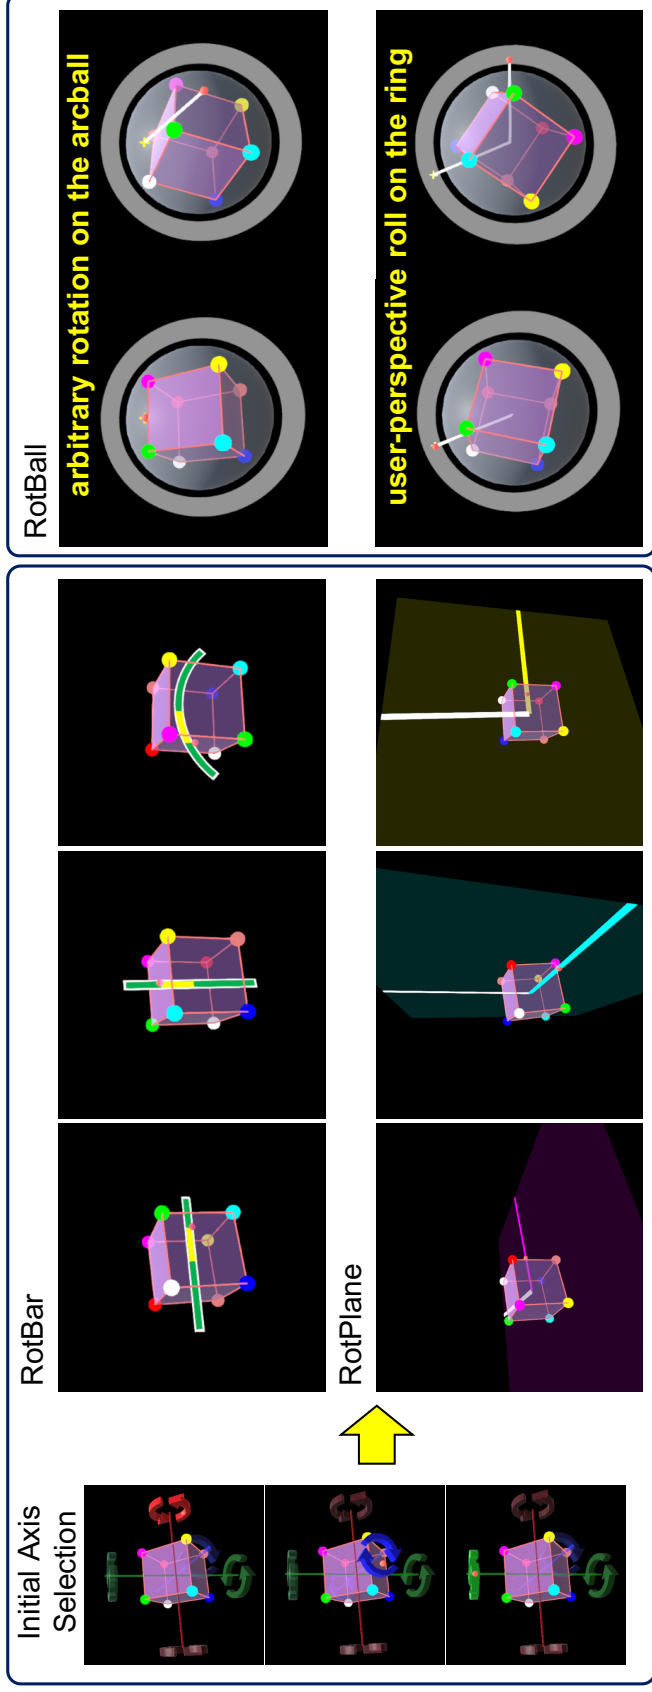 Initial Axis
Selection
RotBar
RotPlane
RotBall
arbitrary rotation on the arcball
user-perspective roll on the ring